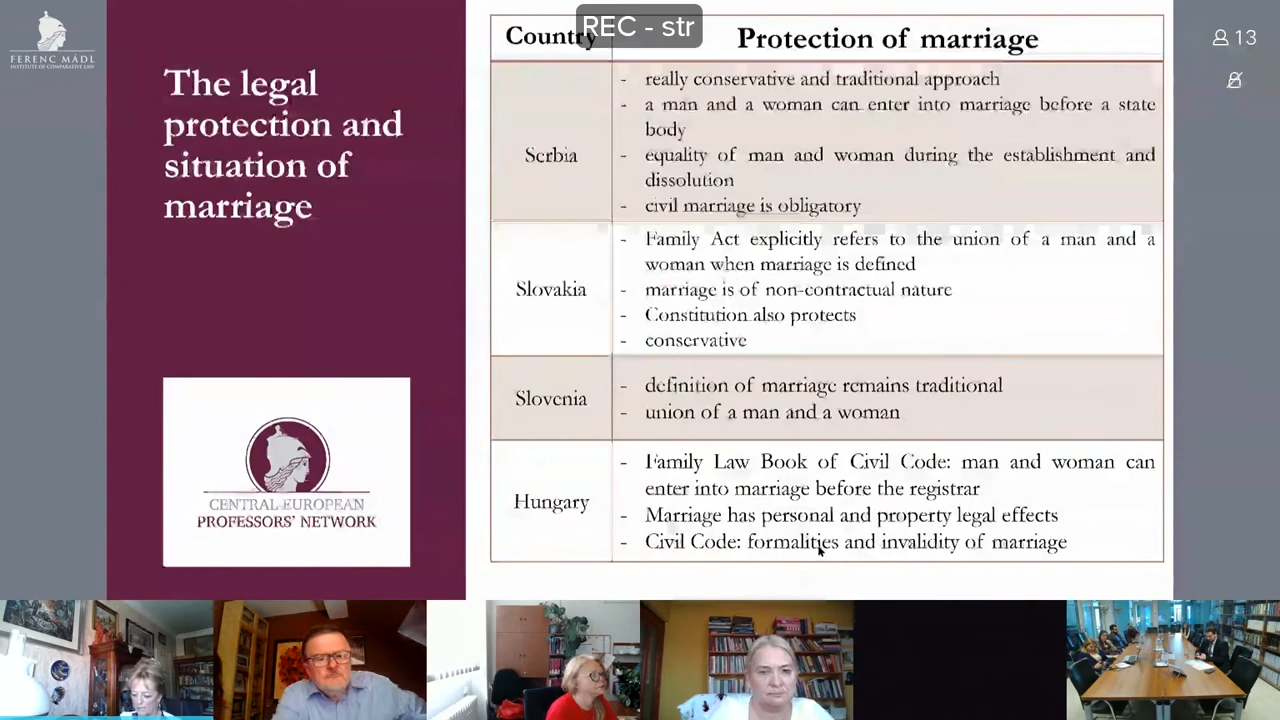 FERENC MÁDL
INSTITUTE OF COMPARATIVE LAW
REC - str
13
The legal
protection and
situation of
marriage
CENTRAL EUROPEAN
PROFESSORS' NETWORK
Country
Protection of marriage
Serbia
- really conservative and traditional approach
- a man and a woman can enter into marriage before a state
body
- equality of man and woman during the establishment and
dissolution
- civil marriage is obligatory
Slovakia
- Family Act explicitly refers to the union of a man and a
woman when marriage is defined
- marriage is of non-contractual nature
- Constitution also protects
- conservative
Slovenia
- definition of marriage remains traditional
- union of a man and a woman
Hungary
- Family Law Book of Civil Code: man and woman can
enter into marriage before the registrar
- Marriage has personal and property legal effects
- Civil Code: formalities and invalidity of marriage